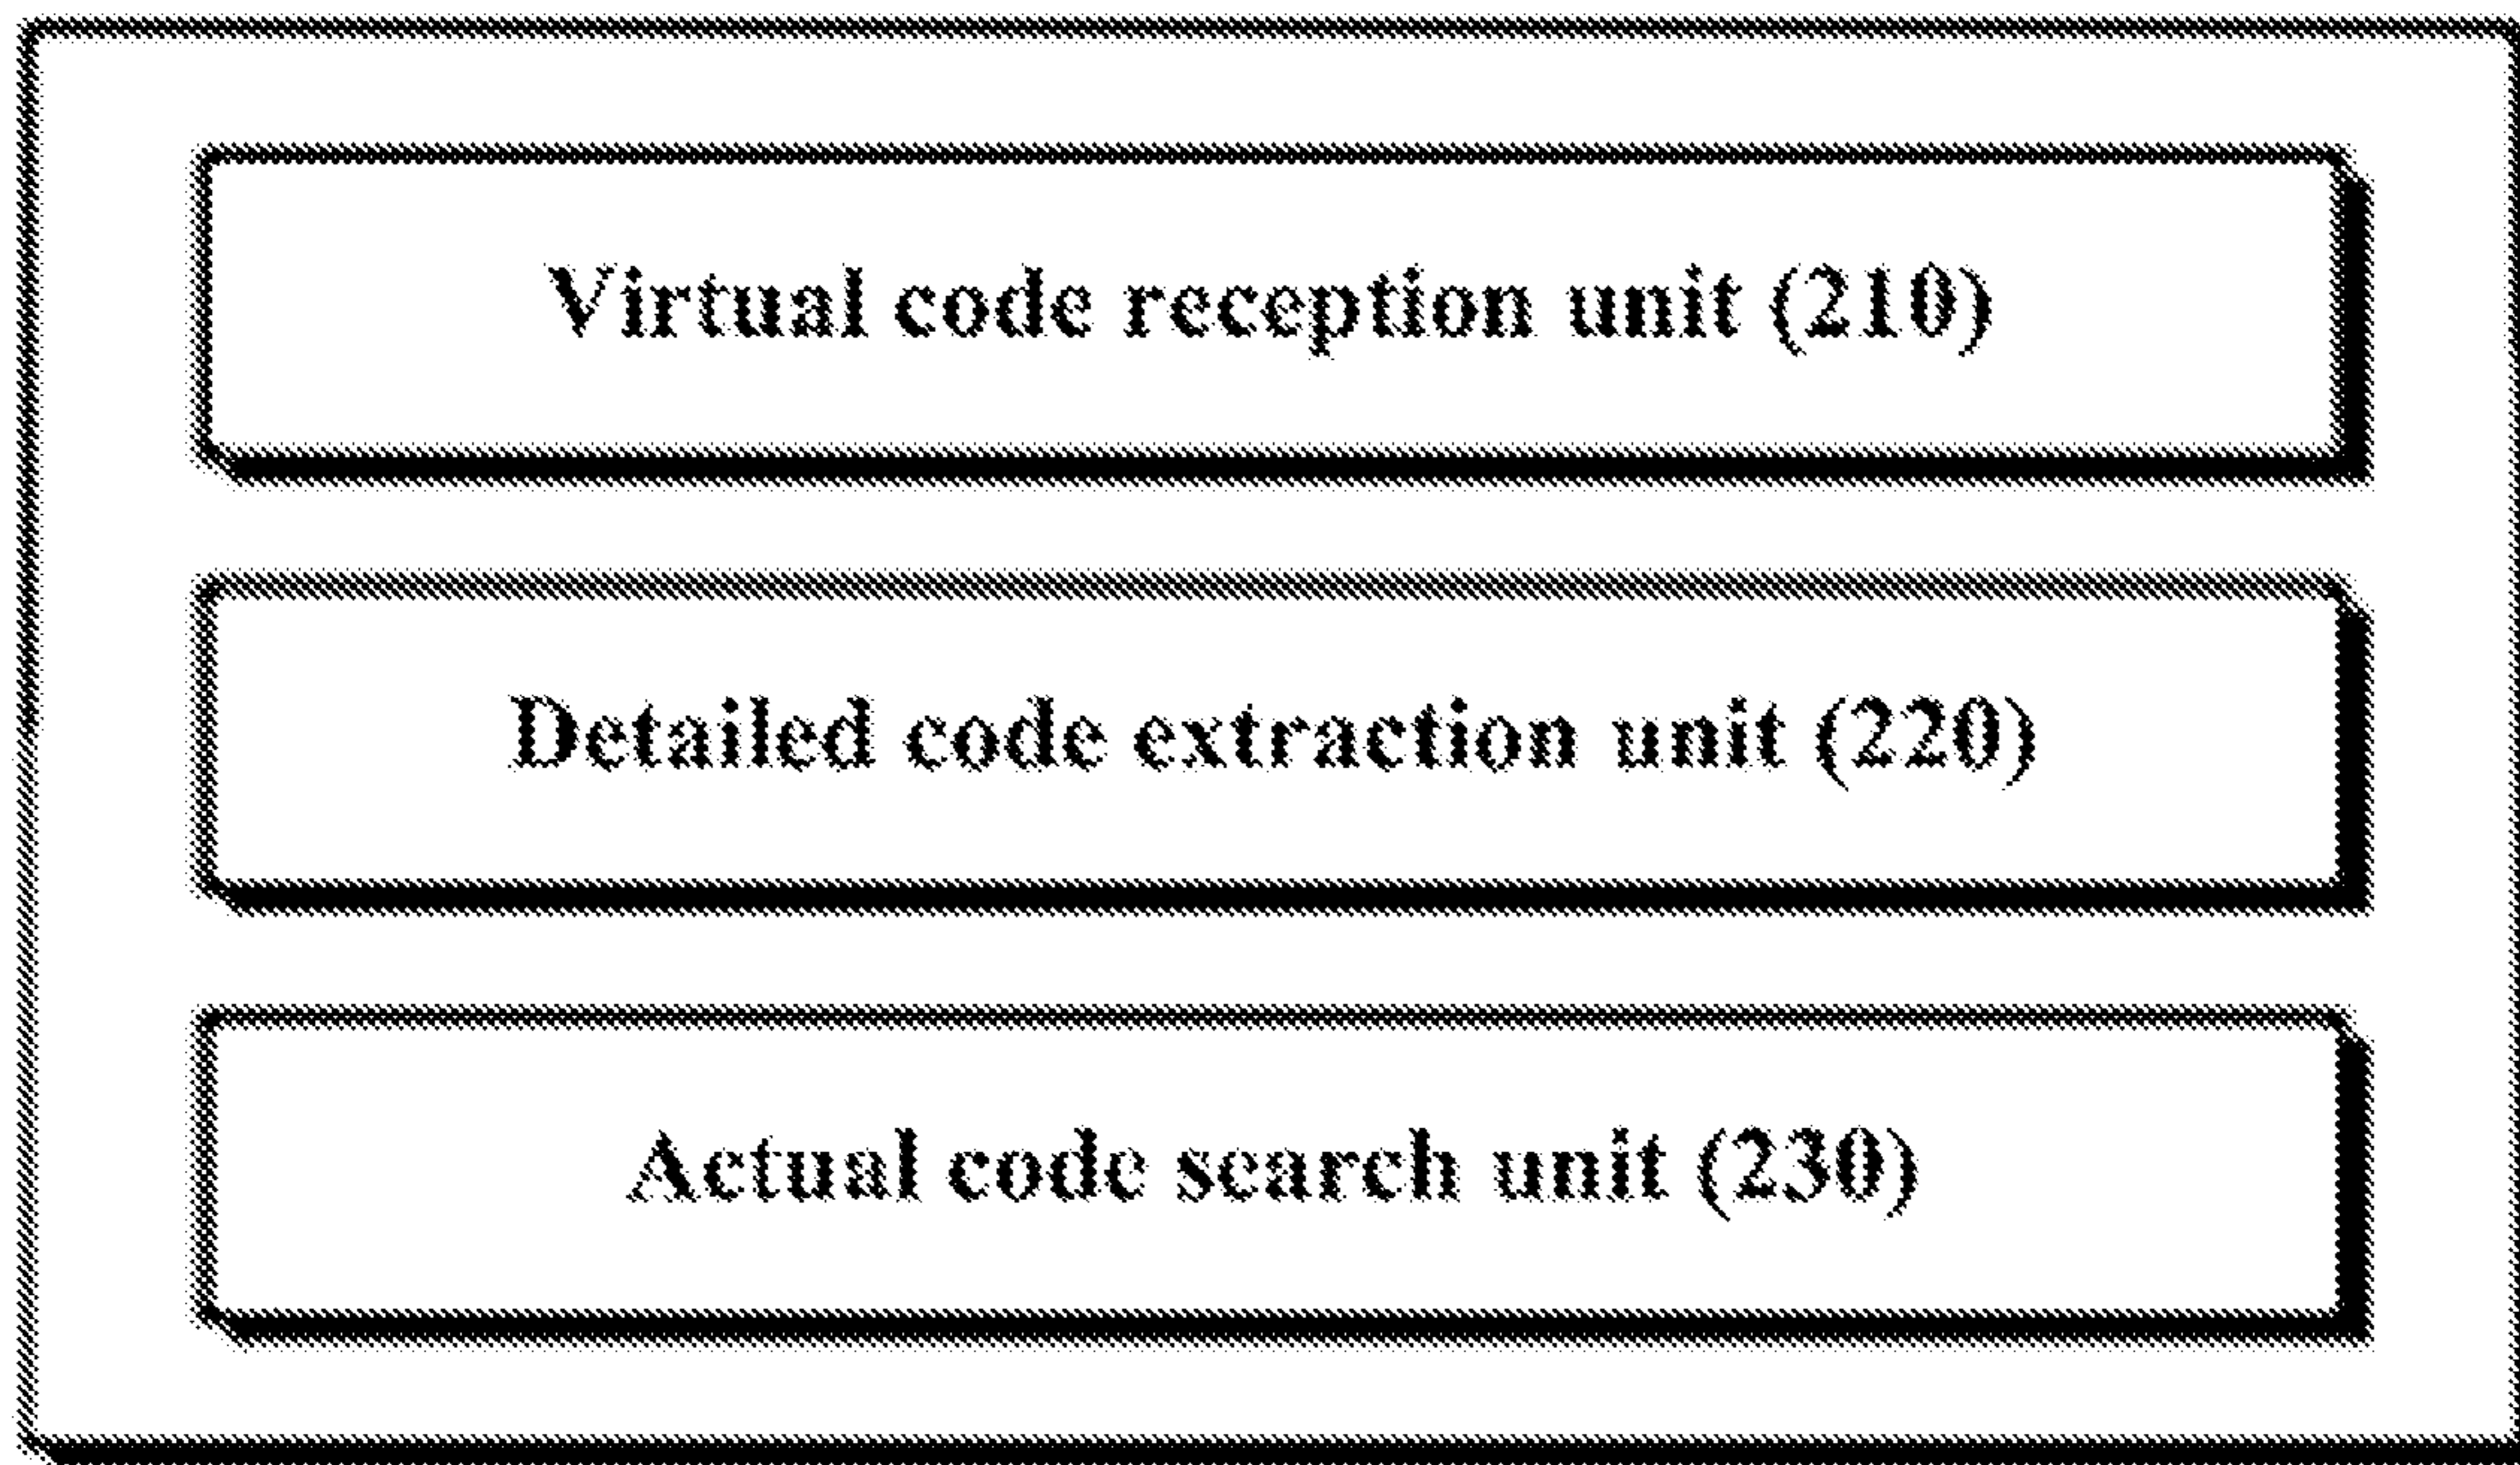 Virtual code reception unit (210)
Detailed code extraction unit (220)
Actual code search unit (230)